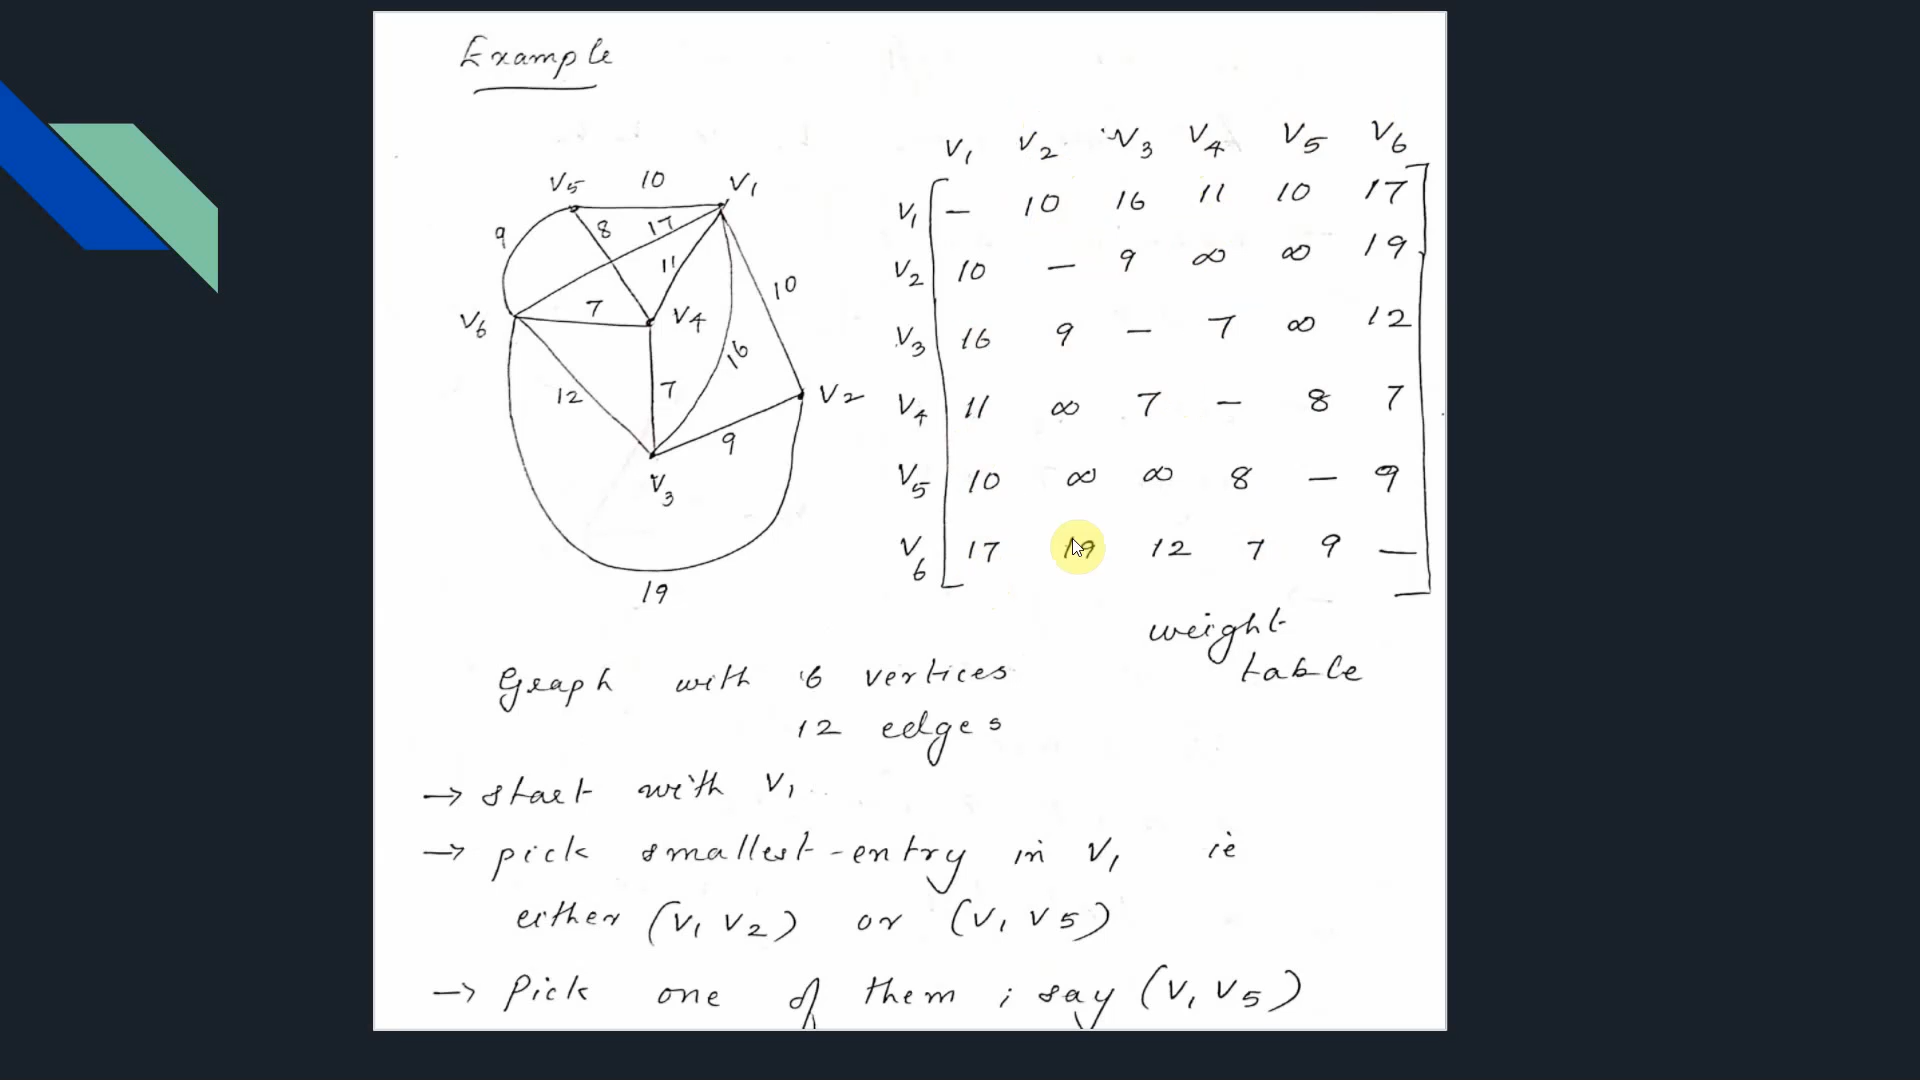 Example
V5 10 V1
9 8 17
11
10
V6 7 V4
16
12 7 V2
9
V3
19
V1 V2 V3 V4 V5 V6
V1 — 10 16 11 10 17
V2 10 — 9 ∞ ∞ 19
V3 16 9 — 7 ∞ 12
V4 11 ∞ 7 — 8 7
V5 10 ∞ ∞ 8 — 9
V6 17 19 12 7 9 —
weight
table
Graph with 6 vertices
12 edges
→ start with V1
→ pick smallest entry in V1 ie
either (V1 V2) or (V1 V5)
→ Pick one of them ; say (V1 V5)